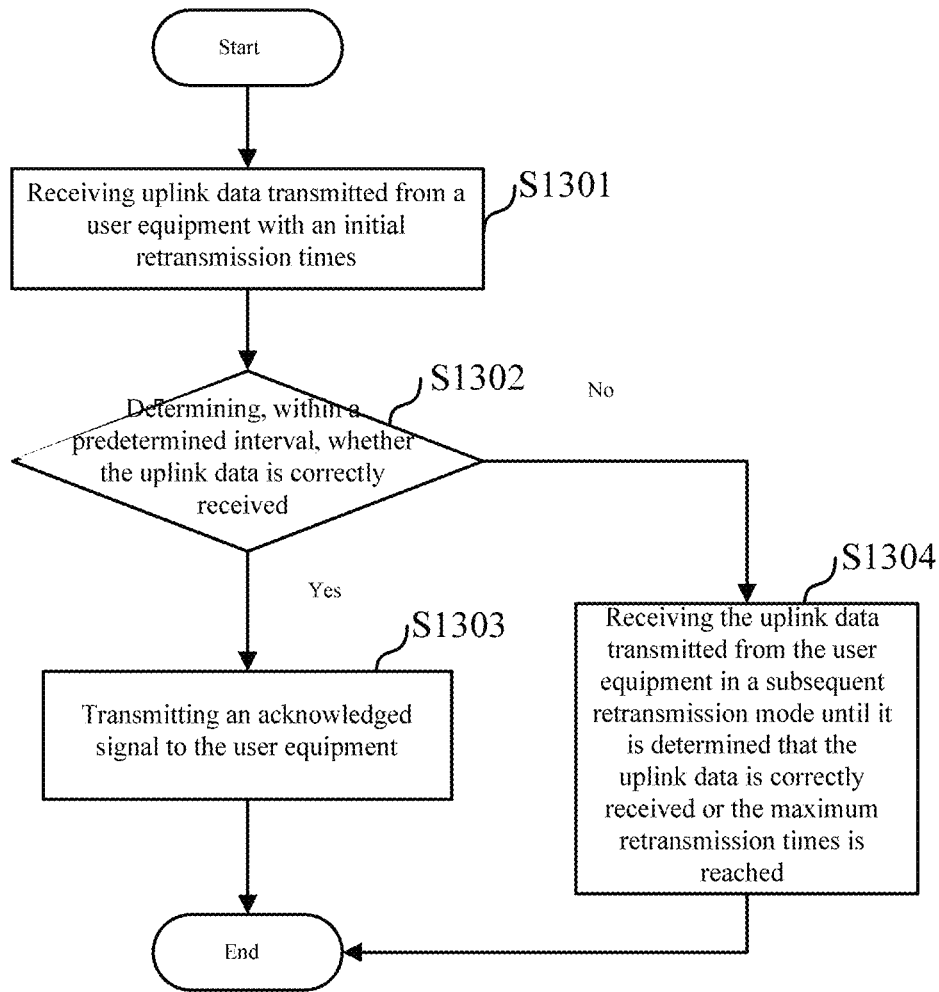 Start
Receiving uplink data transmitted from a
user equipment with an initial
retransmission times
S1301
Determining, within a
predetermined interval, whether
the uplink data is correctly
received
S1302
No
Yes
S1303
Transmitting an acknowledged
signal to the user equipment
S1304
Receiving the uplink data
transmitted from the user
equipment in a subsequent
retransmission mode until it
is determined that the
uplink data is correctly
received or the maximum
retransmission times is
reached
End